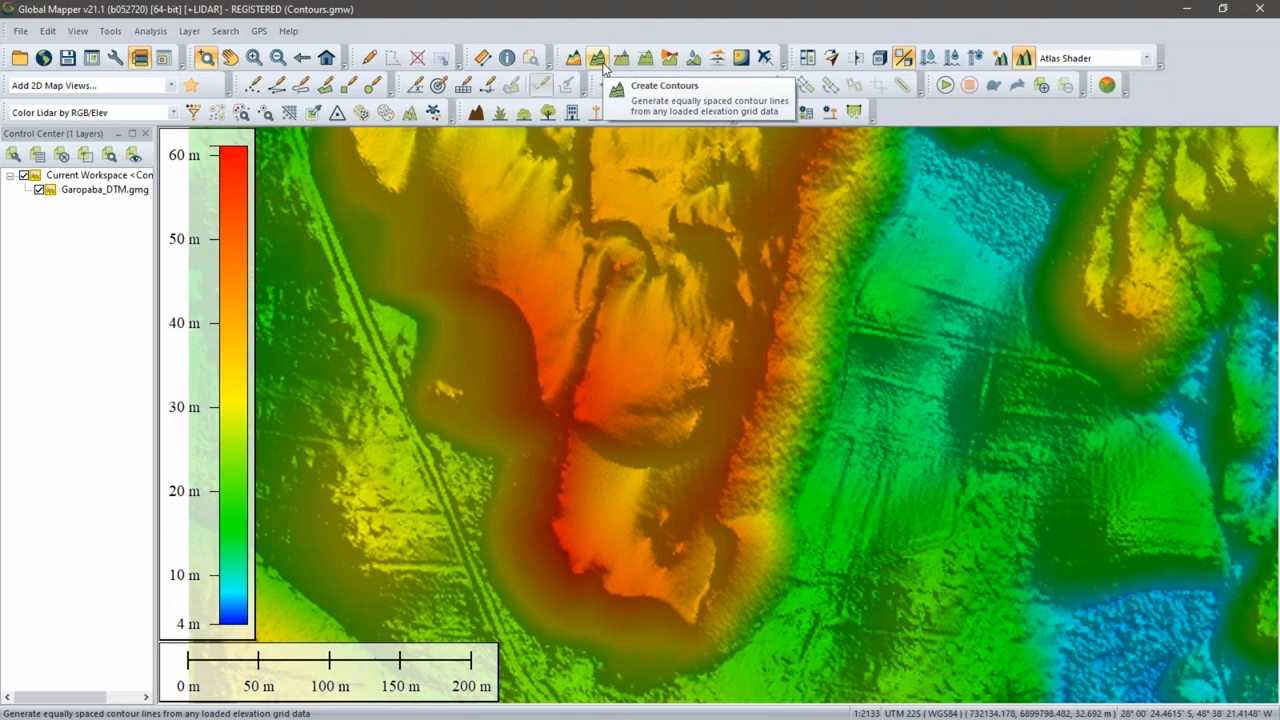 Global Mapper v21.1 (b052720) [64-bit] [+LIDAR] - REGISTERED (Contours.gmw)
File Edit View Tools Analysis Layer Search GPS Help
Atlas Shader
Add 2D Map Views...
Create Contours
Generate equally spaced contour lines
from any loaded elevation grid data
Color Lidar by RGB/Elev
Control Center (1 Layers)
Current Workspace <Con
Garopaba_DTM.gmg
60 m
50 m
40 m
30 m
20 m
10 m
4 m
0 m 50 m 100 m 150 m 200 m
Generate equally spaced contour lines from any loaded elevation grid data
1:2133 UTM 22S ( WGS84 ) ( 732134.178, 6899798.482, 32.692 m ) 28° 00' 24.4615" S, 48° 38' 21.4148" W